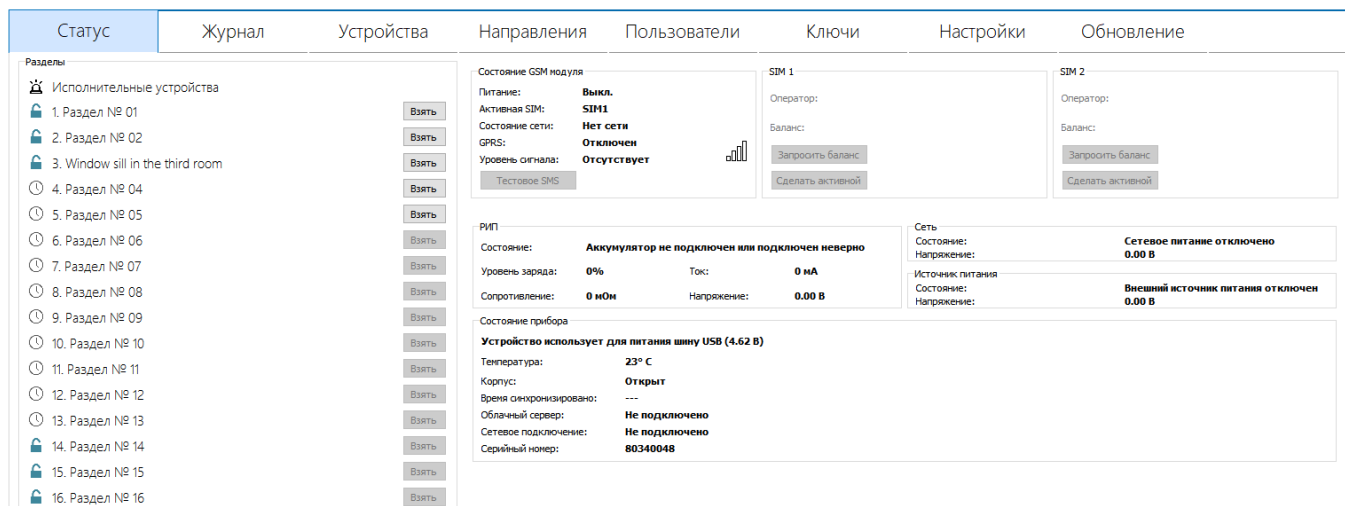 Статус Журнал Устройства Направления Пользователи Ключи Настройки Обновление
Разделы
Исполнительные устройства
1. Раздел № 01 Взять
2. Раздел № 02 Взять
3. Window sill in the third room Взять
4. Раздел № 04 Взять
5. Раздел № 05 Взять
6. Раздел № 06 Взять
7. Раздел № 07 Взять
8. Раздел № 08 Взять
9. Раздел № 09 Взять
10. Раздел № 10 Взять
11. Раздел № 11 Взять
12. Раздел № 12 Взять
13. Раздел № 13 Взять
14. Раздел № 14 Взять
15. Раздел № 15 Взять
16. Раздел № 16 Взять
Состояние GSM модуля
Питание: Выкл.
Активная SIM: SIM1
Состояние сети: Нет сети
GPRS: Отключен
Уровень сигнала: Отсутствует
Тестовое SMS
SIM 1
Оператор:
Баланс:
Запросить баланс
Сделать активной
SIM 2
Оператор:
Баланс:
Запросить баланс
Сделать активной
РИП
Состояние: Аккумулятор не подключен или подключен неверно
Уровень заряда: 0% Ток: 0 мА
Сопротивление: 0 мОм Напряжение: 0.00 В
Сеть
Состояние: Сетевое питание отключено
Напряжение: 0.00 В
Источник питания
Состояние: Внешний источник питания отключен
Напряжение: 0.00 В
Состояние прибора
Устройство использует для питания шину USB (4.62 В)
Температура: 23° C
Корпус: Открыт
Время синхронизировано: ---
Облачный сервер: Не подключено
Сетевое подключение: Не подключено
Серийный номер: 80340048